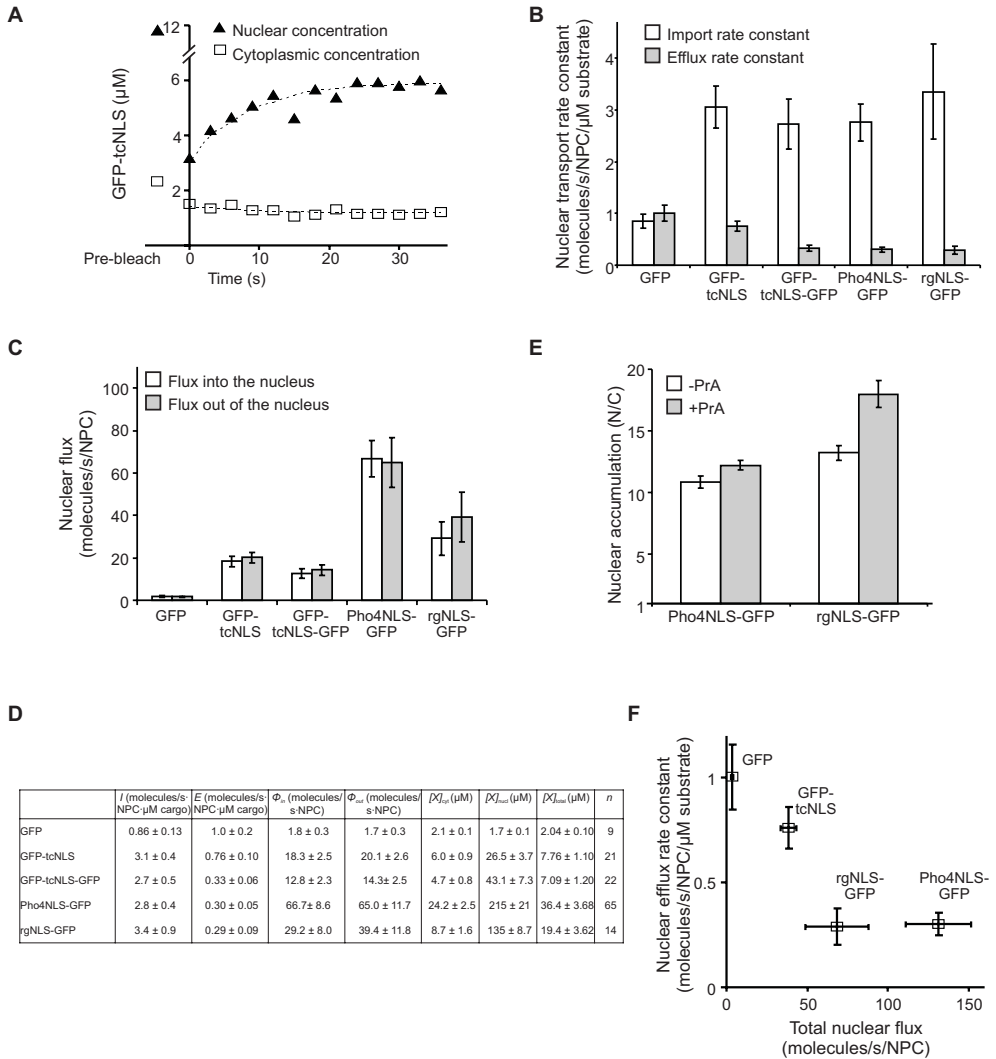 A
12
Nuclear concentration
Cytoplasmic concentration
GFP-tcNLS (µM)
6
4
2
Pre-bleach
0
10
20
30
Time (s)
B
Import rate constant
Efflux rate constant
Nuclear transport rate constant
(molecules/s/NPC/µM substrate)
4
3
2
1
0
GFP
GFP-
tcNLS
GFP-
tcNLS-GFP
Pho4NLS-
GFP
rgNLS-
GFP
C
Flux into the nucleus
Flux out of the nucleus
Nuclear flux
(molecules/s/NPC)
100
80
60
40
20
0
GFP
GFP-
tcNLS
GFP-
tcNLS-GFP
Pho4NLS-
GFP
rgNLS-
GFP
E
-PrA
+PrA
Nuclear accumulation (N/C)
20
15
10
5
1
Pho4NLS-GFP
rgNLS-GFP
D
I (molecules/s· NPC·µM cargo) E (molecules/s· NPC·µM cargo) Φin (molecules/ s·NPC) Φout (molecules/ s·NPC) [X]cyt (µM) [X]nucl (µM) [X]total (µM) n
GFP 0.86 ± 0.13 1.0 ± 0.2 1.8 ± 0.3 1.7 ± 0.3 2.1 ± 0.1 1.7 ± 0.1 2.04 ± 0.10 9
GFP-tcNLS 3.1 ± 0.4 0.76 ± 0.10 18.3 ± 2.5 20.1 ± 2.6 6.0 ± 0.9 26.5 ± 3.7 7.76 ± 1.10 21
GFP-tcNLS-GFP 2.7 ± 0.5 0.33 ± 0.06 12.8 ± 2.3 14.3± 2.5 4.7 ± 0.8 43.1 ± 7.3 7.09 ± 1.20 22
Pho4NLS-GFP 2.8 ± 0.4 0.30 ± 0.05 66.7± 8.6 65.0 ± 11.7 24.2 ± 2.5 215 ± 21 36.4 ± 3.68 65
rgNLS-GFP 3.4 ± 0.9 0.29 ± 0.09 29.2 ± 8.0 39.4 ± 11.8 8.7 ± 1.6 135 ± 8.7 19.4 ± 3.62 14
F
Nuclear efflux rate constant
(molecules/s/NPC/µM substrate)
1
0.5
0
GFP
GFP-
tcNLS
rgNLS-
GFP
Pho4NLS-
GFP
0
50
100
150
Total nuclear flux
(molecules/s/NPC)